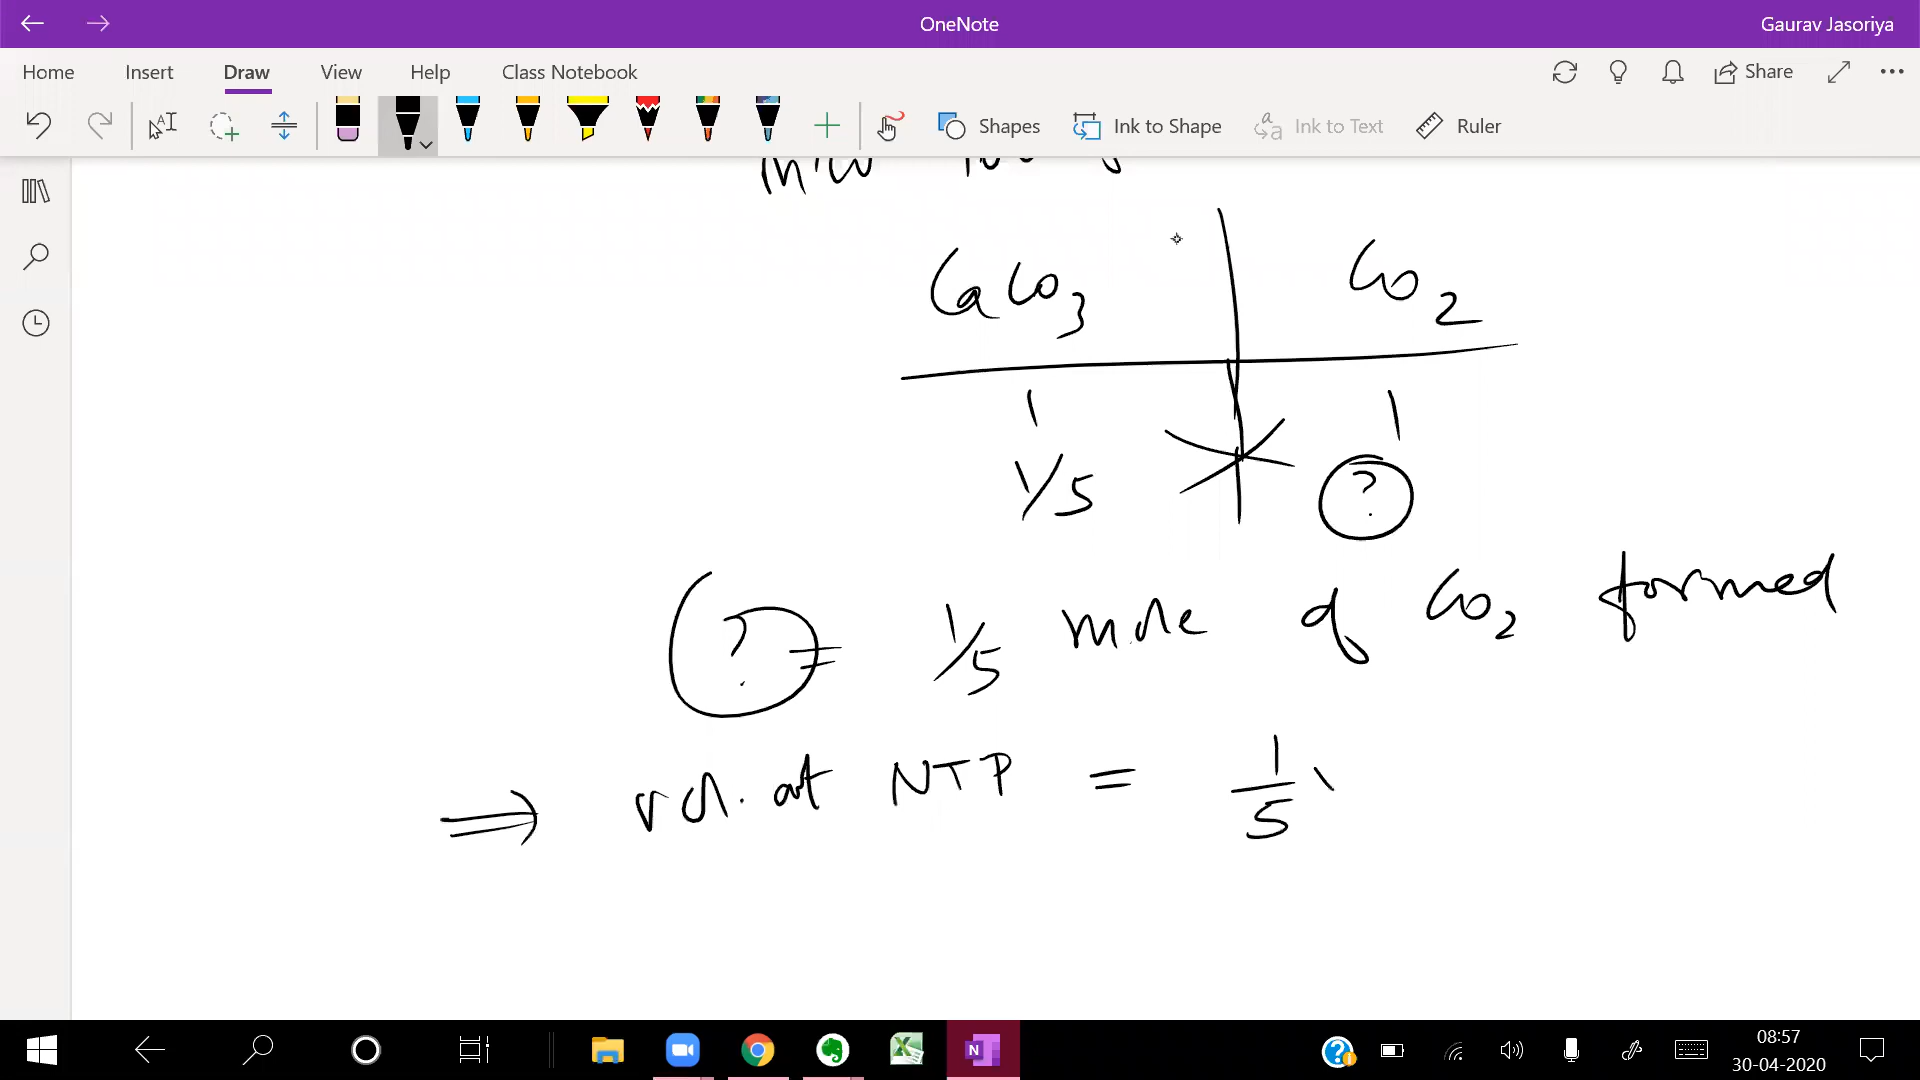 OneNote
Gaurav Jasoriya
Home Insert Draw View Help Class Notebook
Share
Shapes Ink to Shape Ink to Text Ruler
CaCo3 Co2
1 1
1/5 ?
? = 1/5 mole of Co2 formed
⇒ vol. at NTP = 1/5
08:57
30-04-2020